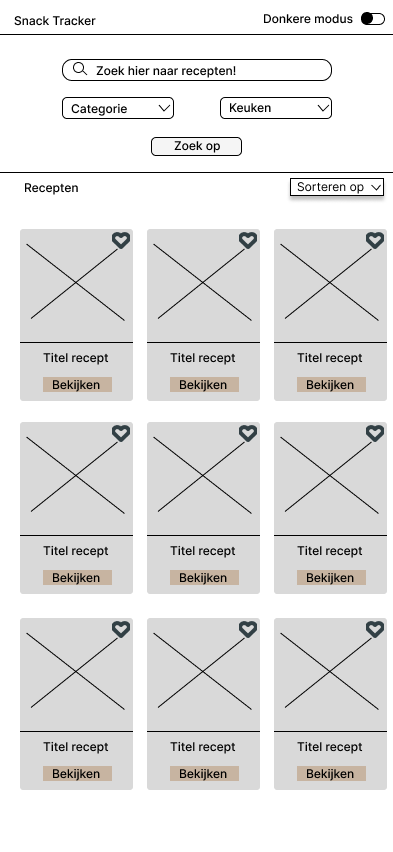 Snack Tracker
Donkere modus
Zoek hier naar recepten!
Categorie
Keuken
Zoek op
Recepten
Sorteren op
Titel recept
Titel recept
Titel recept
Bekijken
Bekijken
Bekijken
Titel recept
Titel recept
Titel recept
Bekijken
Bekijken
Bekijken
Titel recept
Titel recept
Titel recept
Bekijken
Bekijken
Bekijken